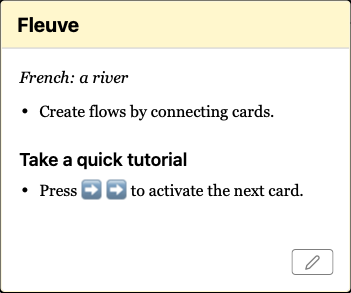 Fleuve
French: a river
• Create flows by connecting cards.
Take a quick tutorial
• Press ➡️ ➡️ to activate the next card.